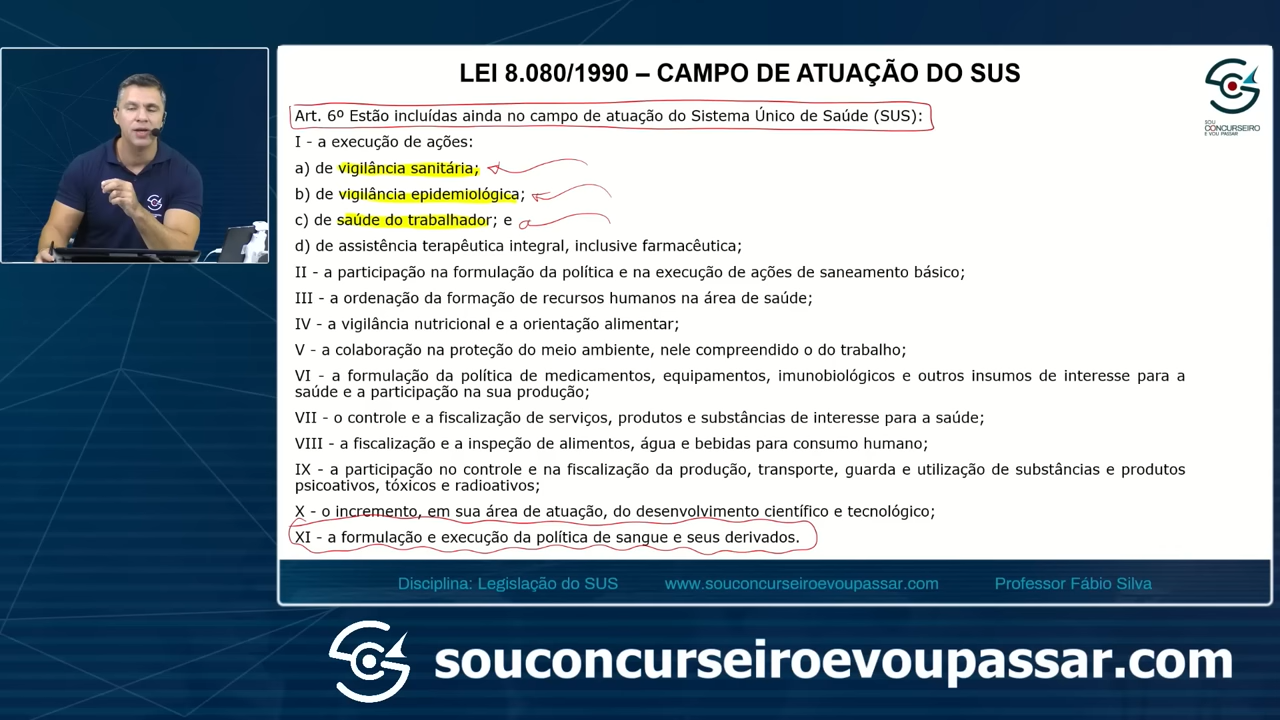 LEI 8.080/1990 – CAMPO DE ATUAÇÃO DO SUS
SOU
CONCURSEIRO
E VOU PASSAR
Art. 6º Estão incluídas ainda no campo de atuação do Sistema Único de Saúde (SUS):
I - a execução de ações:
a) de vigilância sanitária;
b) de vigilância epidemiológica;
c) de saúde do trabalhador; e
d) de assistência terapêutica integral, inclusive farmacêutica;
II - a participação na formulação da política e na execução de ações de saneamento básico;
III - a ordenação da formação de recursos humanos na área de saúde;
IV - a vigilância nutricional e a orientação alimentar;
V - a colaboração na proteção do meio ambiente, nele compreendido o do trabalho;
VI - a formulação da política de medicamentos, equipamentos, imunobiológicos e outros insumos de interesse para a
saúde e a participação na sua produção;
VII - o controle e a fiscalização de serviços, produtos e substâncias de interesse para a saúde;
VIII - a fiscalização e a inspeção de alimentos, água e bebidas para consumo humano;
IX - a participação no controle e na fiscalização da produção, transporte, guarda e utilização de substâncias e produtos
psicoativos, tóxicos e radioativos;
X - o incremento, em sua área de atuação, do desenvolvimento científico e tecnológico;
XI - a formulação e execução da política de sangue e seus derivados.
Disciplina: Legislação do SUS www.souconcurseiroevoupassar.com Professor Fábio Silva
souconcurseiroevoupassar.com